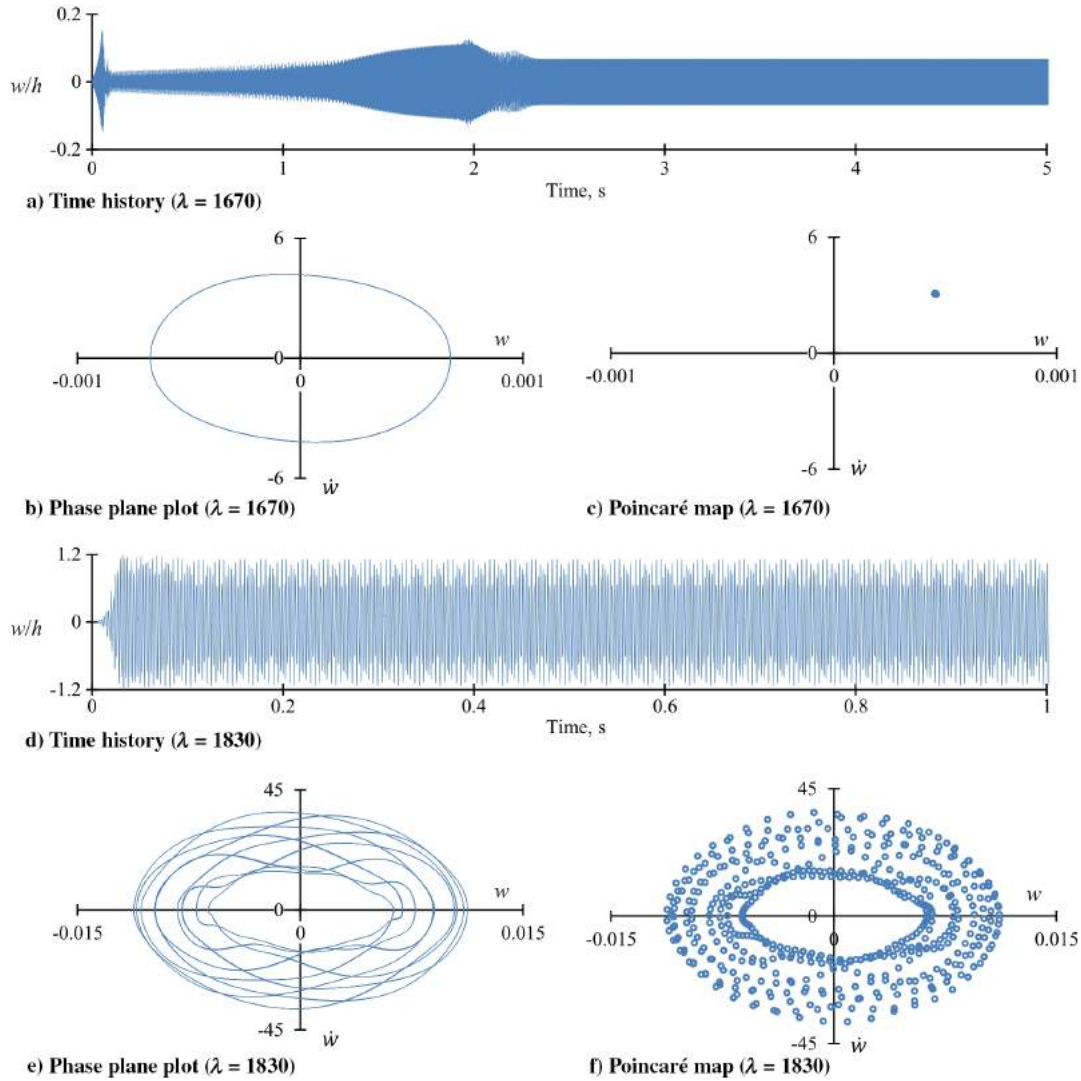 0.2
w/h
0
-0.2
0 1 2 3 4 5
Time, s
a) Time history (λ = 1670)
6
w
0
-0.001 0 0.001
-6 ẇ
b) Phase plane plot (λ = 1670)
6
w
0
-0.001 0 0.001
-6 ẇ
c) Poincaré map (λ = 1670)
1.2
w/h
0
-1.2
0 0.2 0.4 0.6 0.8 1
Time, s
d) Time history (λ = 1830)
45
w
0
-0.015 0 0.015
-45 ẇ
e) Phase plane plot (λ = 1830)
45
w
0
-0.015 0 0.015
-45 ẇ
f) Poincaré map (λ = 1830)